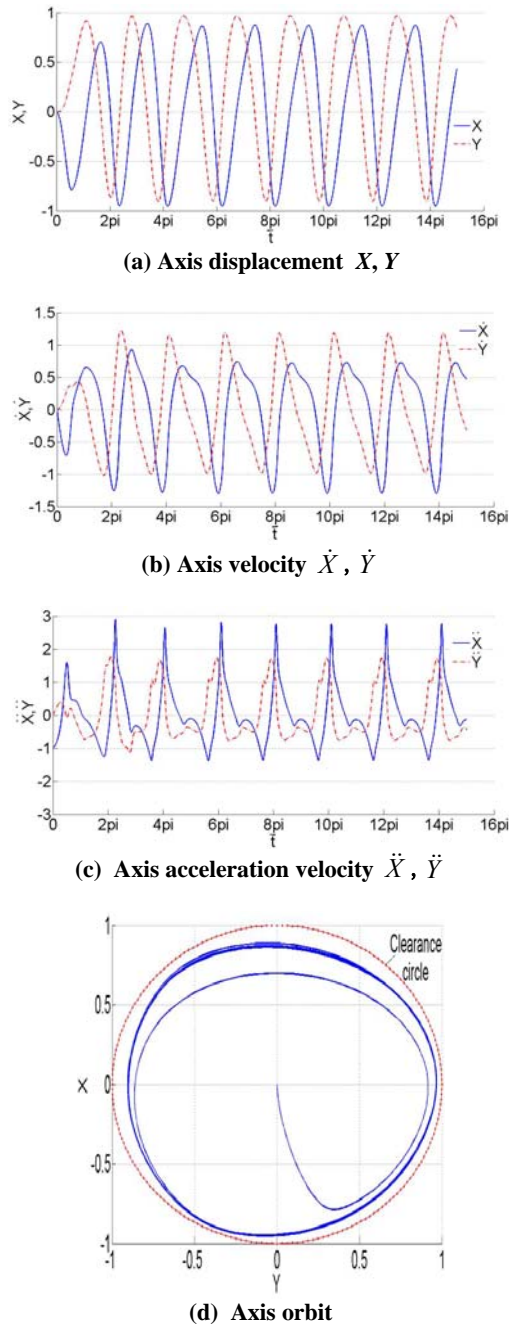 1
0.5
0
-0.5
-1
X,Y
X
Y
0 2pi 4pi 6pi 8pi 10pi 12pi 14pi 16pi
t̄
(a) Axis displacement X, Y
1.5
1
0.5
0
-0.5
-1
-1.5
Ẋ,Ẏ
Ẋ
Ẏ
0 2pi 4pi 6pi 8pi 10pi 12pi 14pi 16pi
t̄
(b) Axis velocity Ẋ , Ẏ
3
2
1
0
-1
-2
-3
Ẍ,Ÿ
Ẍ
Ÿ
0 2pi 4pi 6pi 8pi 10pi 12pi 14pi 16pi
t̄
(c) Axis acceleration velocity Ẍ , Ÿ
1
0.5
0
-0.5
-1
X
Clearance
circle
-1 -0.5 0 0.5 1
Y
(d) Axis orbit